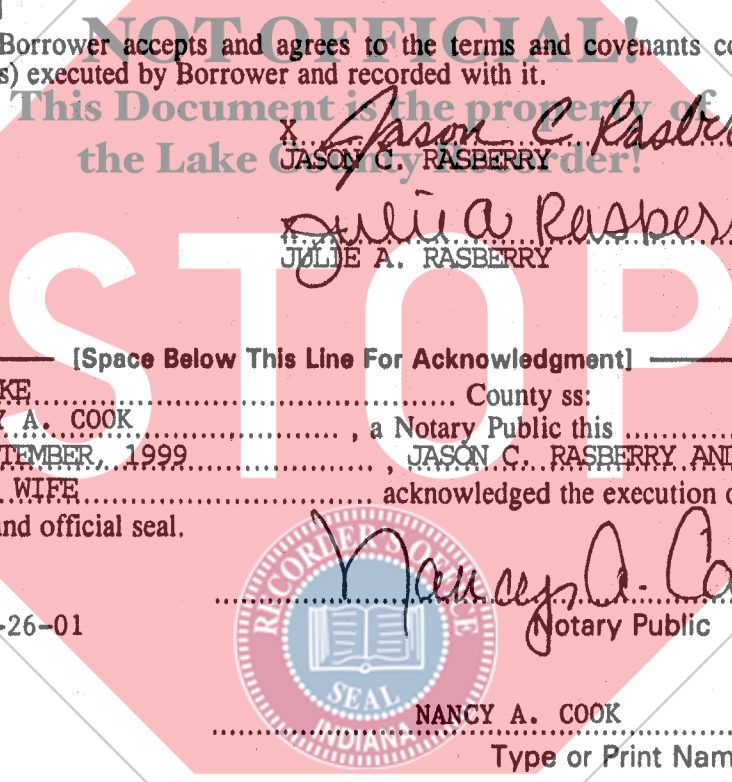 NOT OFFICIAL!
Borrower accepts and agrees to the terms and covenants co
s) executed by Borrower and recorded with it.
This Document is the property of
the Lake County Recorder!
X Jason C. Rasber
JASON C. RASBERRY
X Julie A Rasber
JULIE A. RASBERRY
STOP
[Space Below This Line For Acknowledgment]
KE County ss:
Y A. COOK , a Notary Public this
TEMBER, 1999 , JASON C. RASBERRY AND
WIFE acknowledged the execution o
and official seal.
Nancy A. Co
-26-01
Notary Public
RECORDER'S OFFICE
SEAL
INDIANA
NANCY A. COOK
Type or Print Nam